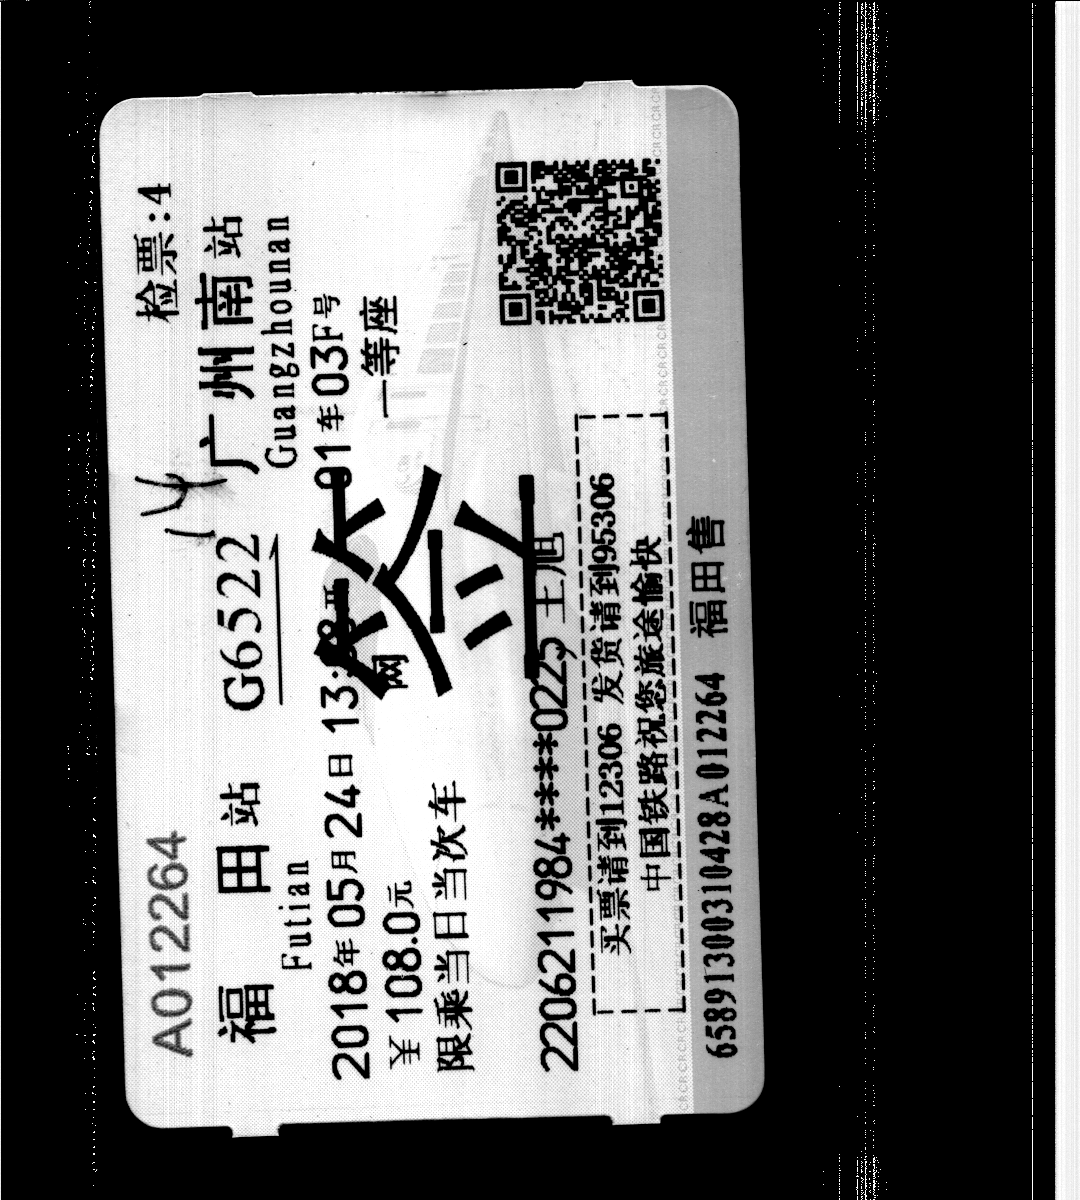 A012264 检票:4
14
福田站 G6522 广州南站
Futian Guangzhounan
2018年05月24日 13: 开 01车03F号
￥108.0元 网 一等座
限乘当日当次车
2206211984****0225 王旭
买票请到12306 发货请到95306
中国铁路祝您旅途愉快
65891300310428A012264 福田售